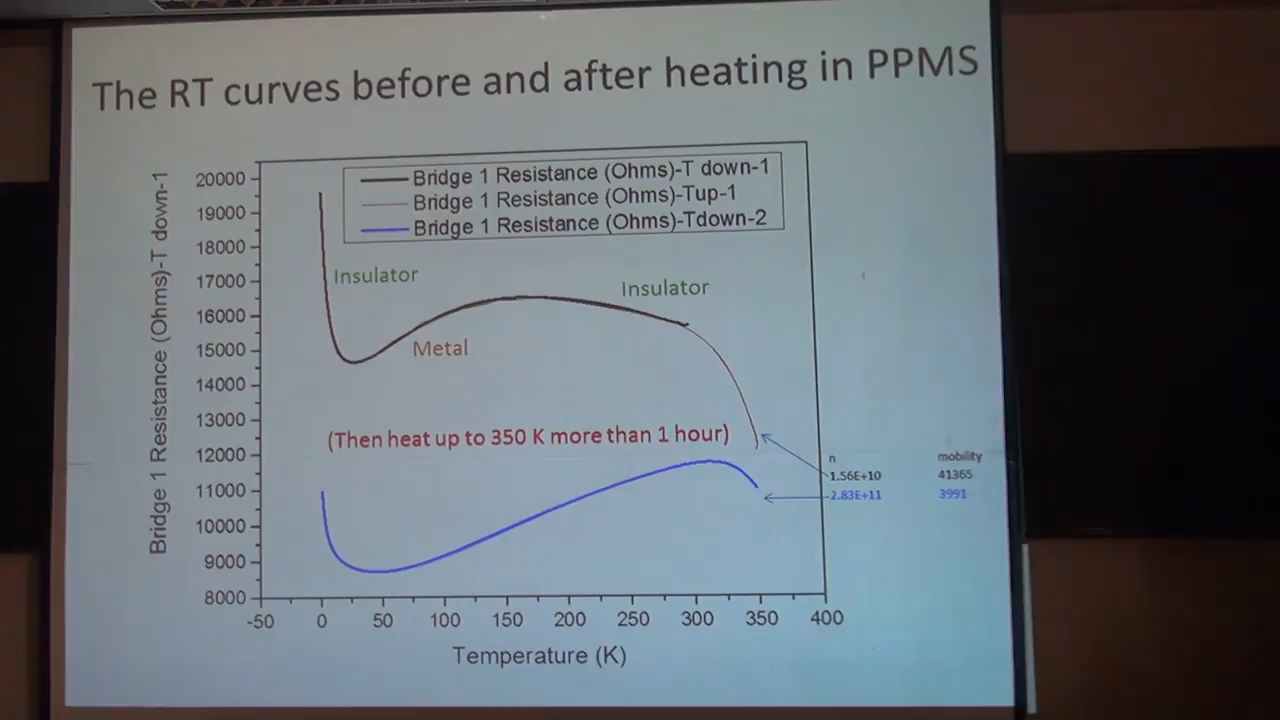 The RT curves before and after heating in PPMS
Bridge 1 Resistance (Ohms)-T down-1
Bridge 1 Resistance (Ohms)-T down-1
Bridge 1 Resistance (Ohms)-Tup-1
Bridge 1 Resistance (Ohms)-Tdown-2
20000
19000
18000
17000
16000
15000
14000
13000
12000
11000
10000
9000
8000
Insulator
Insulator
Metal
(Then heat up to 350 K more than 1 hour)
n mobility
1.56E+10 41365
2.83E+11 3991
-50 0 50 100 150 200 250 300 350 400
Temperature (K)